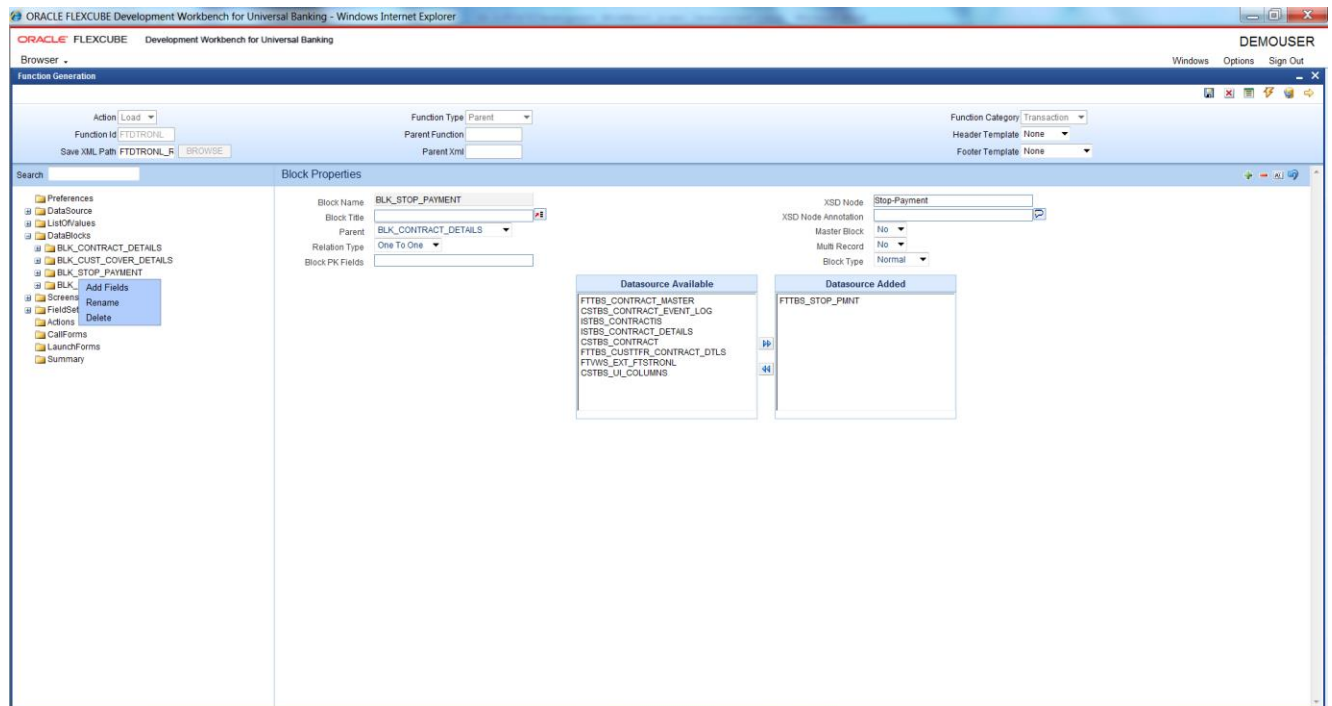 ORACLE FLEXCUBE Development Workbench for Universal Banking - Windows Internet Explorer
ORACLE FLEXCUBE Development Workbench for Universal Banking
DEMOUSER
Browser
Windows Options Sign Out
Function Generation
Action Load
Function Type Parent
Function Category Transaction
Function Id FTDTRONL
Parent Function
Header Template None
Save XML Path FTDTRONL_R BROWSE
Parent Xml
Footer Template None
Search
Block Properties
Preferences
DataSource
ListOfValues
DataBlocks
BLK_CONTRACT_DETAILS
BLK_CUST_COVER_DETAILS
BLK_STOP_PAYMENT
BLK_
Add Fields
Rename
Delete
Screens
FieldSet
Actions
CallForms
LaunchForms
Summary
Block Name BLK_STOP_PAYMENT
Block Title
Parent BLK_CONTRACT_DETAILS
Relation Type One To One
Block PK Fields
XSD Node Stop-Payment
XSD Node Annotation
Master Block No
Multi Record No
Block Type Normal
Datasource Available
FTTBS_CONTRACT_MASTER
CSTBS_CONTRACT_EVENT_LOG
ISTBS_CONTRACTIS
ISTBS_CONTRACT_DETAILS
CSTBS_CONTRACT
FTTBS_CUSTTFR_CONTRACT_DTLS
FTVWS_EXT_FTSTRONL
CSTBS_UI_COLUMNS
Datasource Added
FTTBS_STOP_PMNT